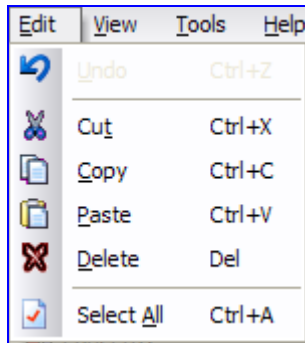 Edit View Tools Help
Undo Ctrl+Z
Cut Ctrl+X
Copy Ctrl+C
Paste Ctrl+V
Delete Del
Select All Ctrl+A